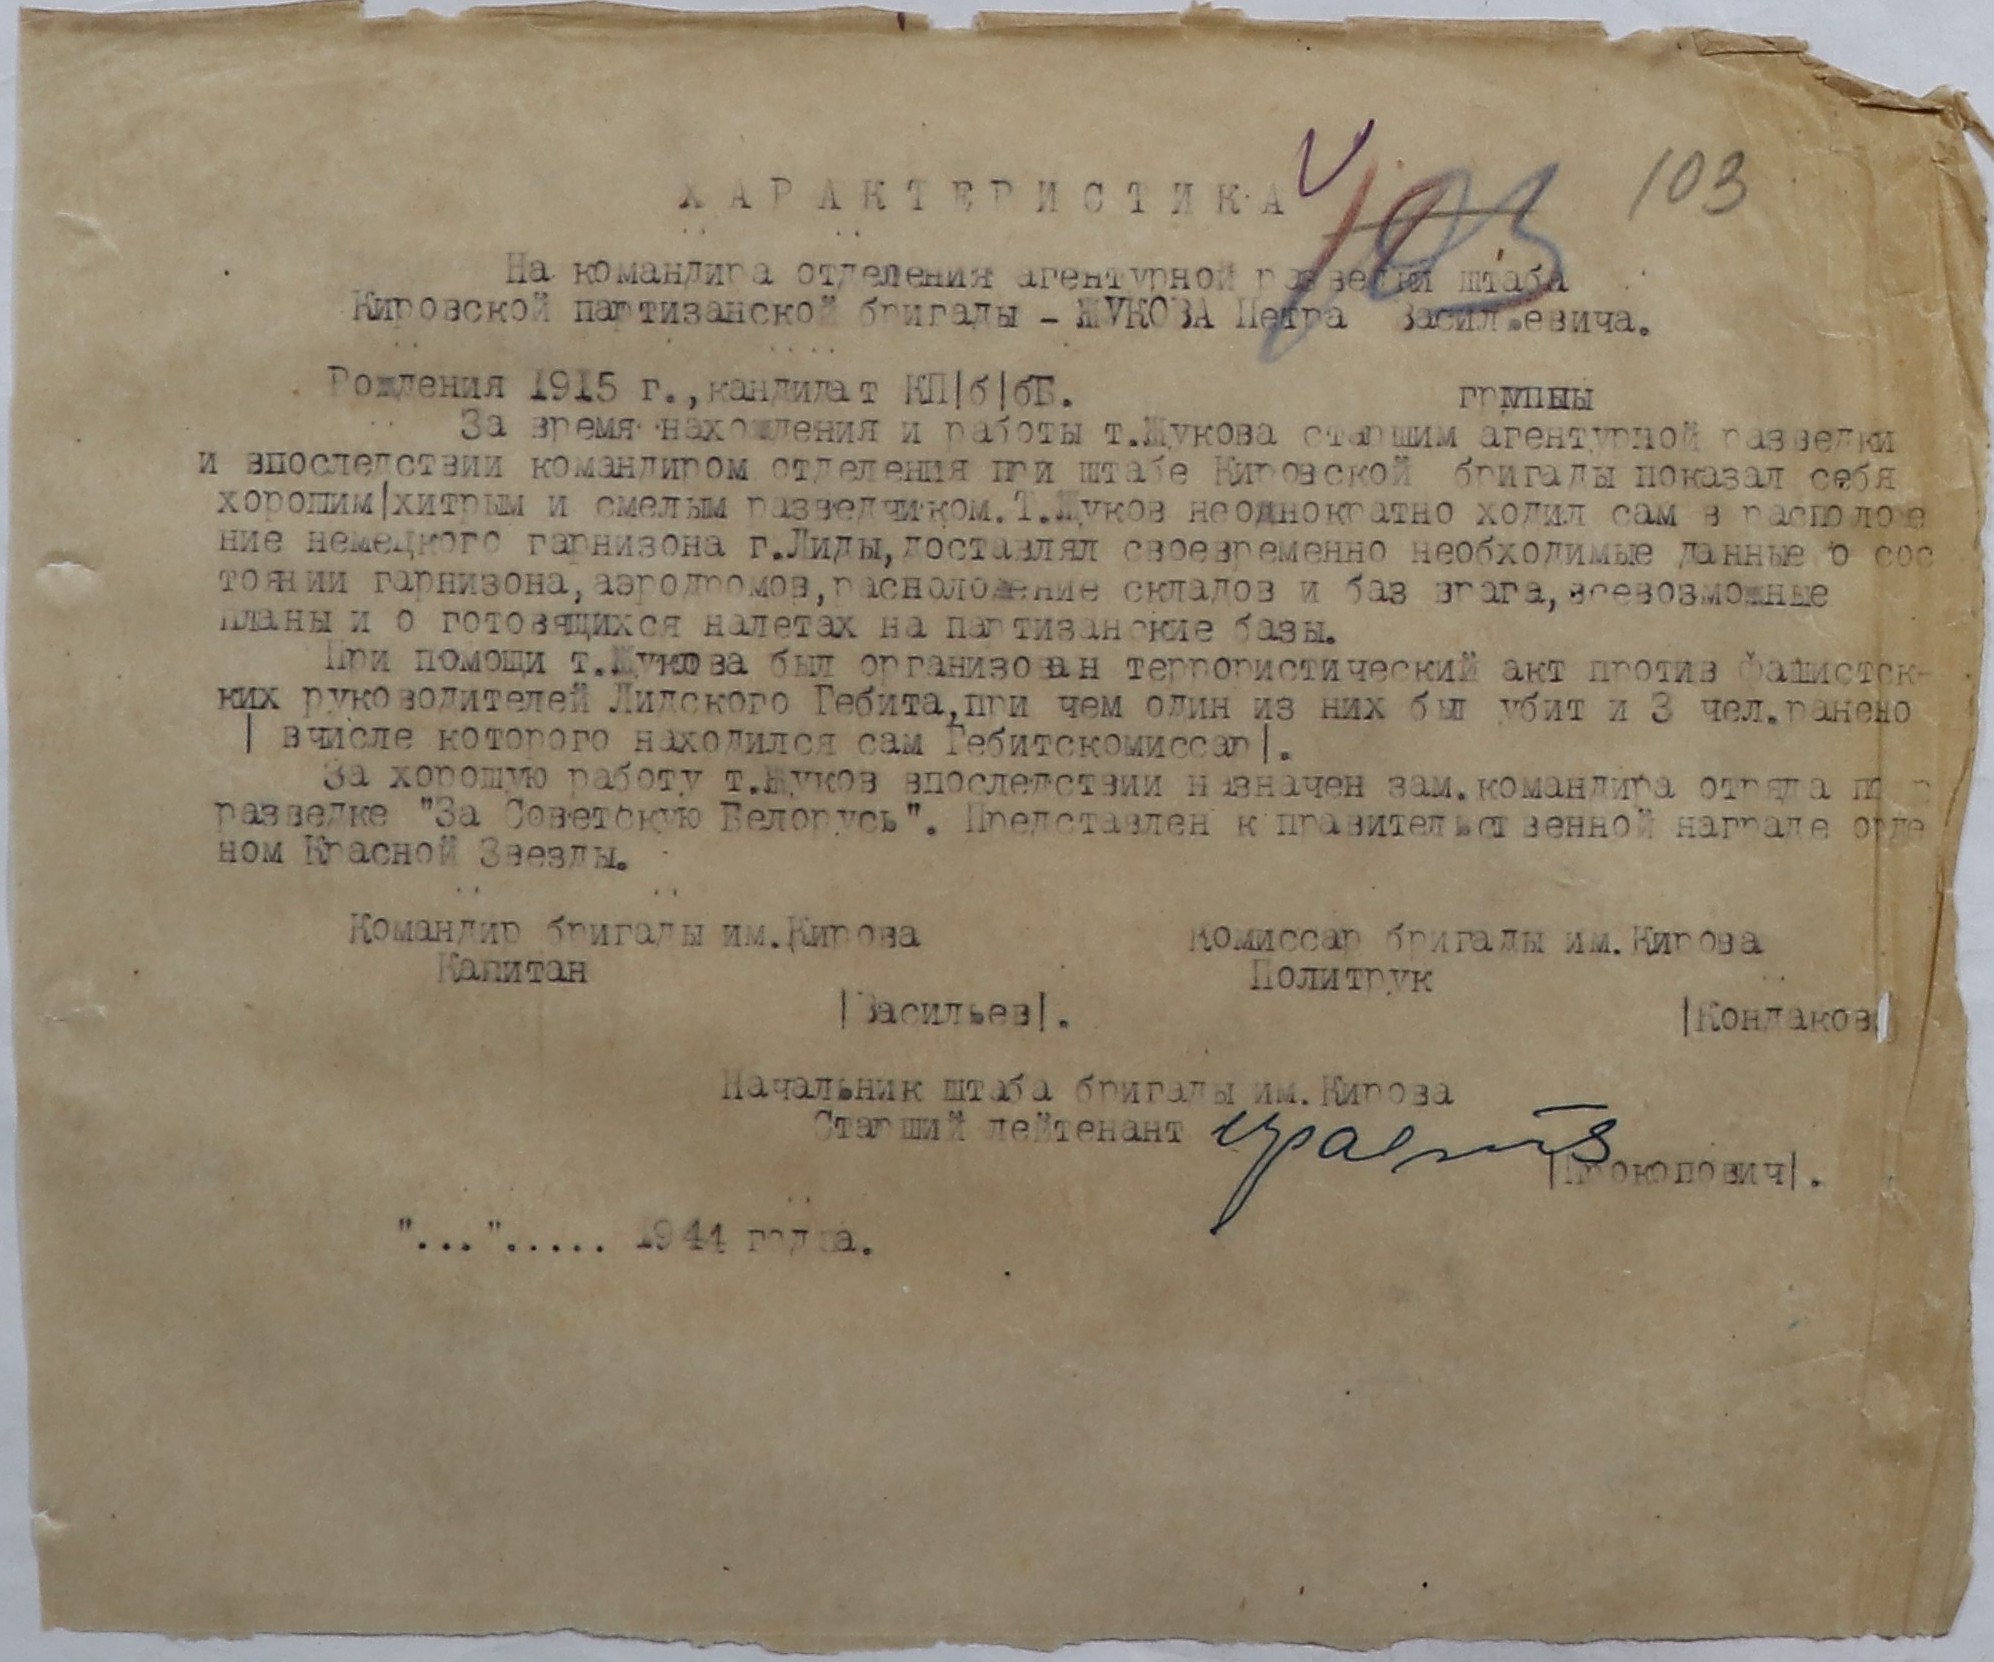 103
ХАРАКТЕРИСТИКА
103
На командира отделения агентурной разведки штаба
Кировской партизанской бригады - ЖУКОВА Петра Васильевича.
Рождения 1915 г.,кандидат КП|б|бБ.
группы
За время нахождения и работы т.Жукова старшим агентурной разведки
и впоследствии командиром отделения при штабе Кировской бригады показал себя
хорошим|хитрым и смелым разведчиком.Т.Жуков неоднократно ходил сам в расположе
ние немецкого гарнизона г.Лиды,доставлял своевременно необходимые данные о сос
тоянии гарнизона,аэродромов,расположение складов и баз врага,всевозможные
планы и о готовящихся налетах на партизанские базы.
При помощи т.Жукова был организован террористический акт против фашистск-
ких руководителей Лидского Гебита,при чем один из них был убит и 3 чел.ранено
| вчисле которого находился сам Гебитскомиссар|.
За хорошую работу т.Жуков впоследствии назначен зам.командира отряда по р
разведке "За Советскую Белорусь". Представлен к правительственной награде орде
ном Красной Звезды.
Командир бригады им.Кирова
Комиссар бригады им.Кирова
Капитан
Политрук
|Васильев|.
|Кондаков|
Начальник штаба бригады им.Кирова
Старший лейтенант
|Прокопович|.
"..."..... 1944 года.